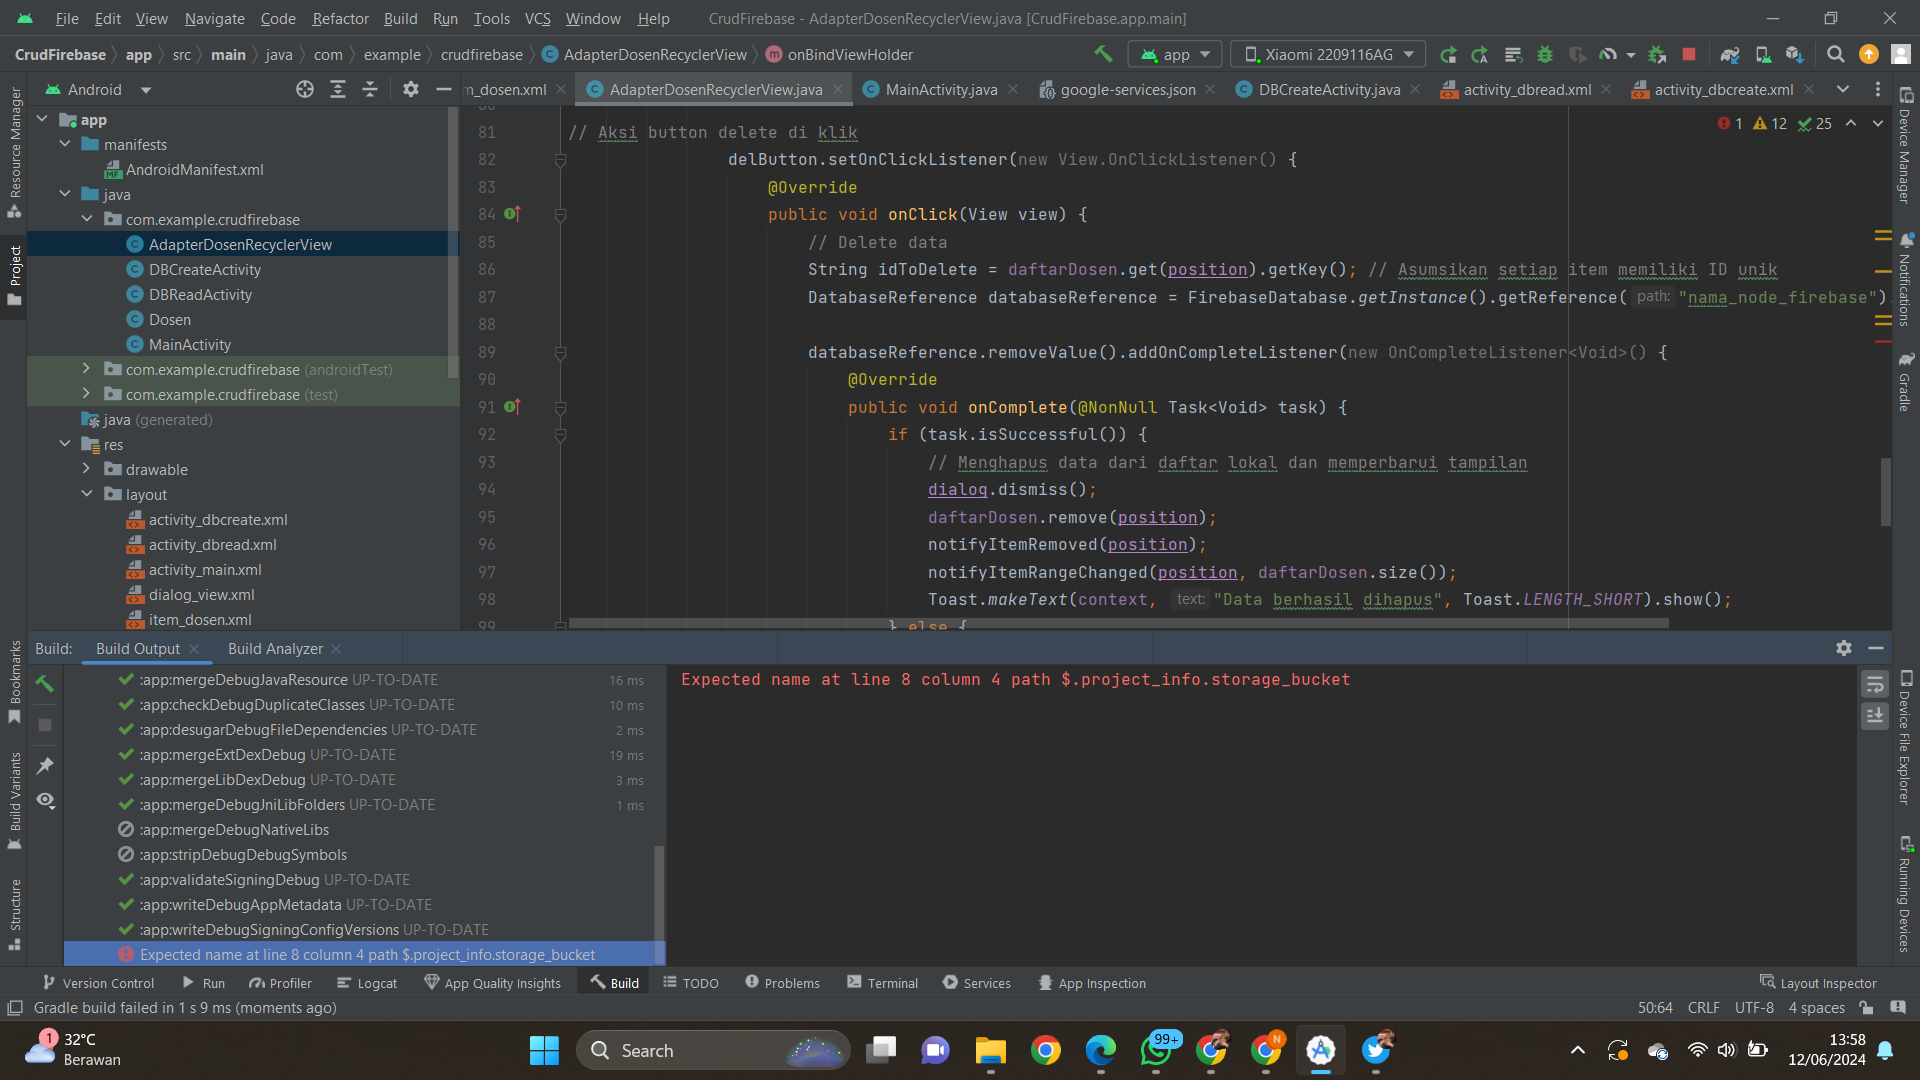 File Edit View Navigate Code Refactor Build Run Tools VCS Window Help CrudFirebase - AdapterDosenRecyclerView.java [CrudFirebase.app.main]
CrudFirebase app src main java com example crudfirebase AdapterDosenRecyclerView onBindViewHolder app Xiaomi 2209116AG
Android
m_dosen.xml AdapterDosenRecyclerView.java MainActivity.java google-services.json DBCreateActivity.java activity_dbread.xml activity_dbcreate.xml
Resource Manager
Project
Bookmarks
Build Variants
Structure
app
manifests
AndroidManifest.xml
java
com.example.crudfirebase
AdapterDosenRecyclerView
DBCreateActivity
DBReadActivity
Dosen
MainActivity
com.example.crudfirebase (androidTest)
com.example.crudfirebase (test)
java (generated)
res
drawable
layout
activity_dbcreate.xml
activity_dbread.xml
activity_main.xml
dialog_view.xml
item_dosen.xml
1 12 25
81 // Aksi button delete di klik
82 delButton.setOnClickListener(new View.OnClickListener() {
83 @Override
84 public void onClick(View view) {
85 // Delete data
86 String idToDelete = daftarDosen.get(position).getKey(); // Asumsikan setiap item memiliki ID unik
87 DatabaseReference databaseReference = FirebaseDatabase.getInstance().getReference( path: "nama_node_firebase")
88
89 databaseReference.removeValue().addOnCompleteListener(new OnCompleteListener<Void>() {
90 @Override
91 public void onComplete(@NonNull Task<Void> task) {
92 if (task.isSuccessful()) {
93 // Menghapus data dari daftar lokal dan memperbarui tampilan
94 dialog.dismiss();
95 daftarDosen.remove(position);
96 notifyItemRemoved(position);
97 notifyItemRangeChanged(position, daftarDosen.size());
98 Toast.makeText(context, text: "Data berhasil dihapus", Toast.LENGTH_SHORT).show();
99 } else {
Device Manager
Notifications
Gradle
Device File Explorer
Running Devices
Build: Build Output Build Analyzer
:app:mergeDebugJavaResource UP-TO-DATE 16 ms
:app:checkDebugDuplicateClasses UP-TO-DATE 10 ms
:app:desugarDebugFileDependencies UP-TO-DATE 2 ms
:app:mergeExtDexDebug UP-TO-DATE 19 ms
:app:mergeLibDexDebug UP-TO-DATE 3 ms
:app:mergeDebugJniLibFolders UP-TO-DATE 1 ms
:app:mergeDebugNativeLibs
:app:stripDebugDebugSymbols
:app:validateSigningDebug UP-TO-DATE
:app:writeDebugAppMetadata UP-TO-DATE
:app:writeDebugSigningConfigVersions UP-TO-DATE
Expected name at line 8 column 4 path $.project_info.storage_bucket
Expected name at line 8 column 4 path $.project_info.storage_bucket
Version Control Run Profiler Logcat App Quality Insights Build TODO Problems Terminal Services App Inspection Layout Inspector
Gradle build failed in 1 s 9 ms (moments ago) 50:64 CRLF UTF-8 4 spaces
1 32°C
Berawan
Search
99+
N
13:58
12/06/2024